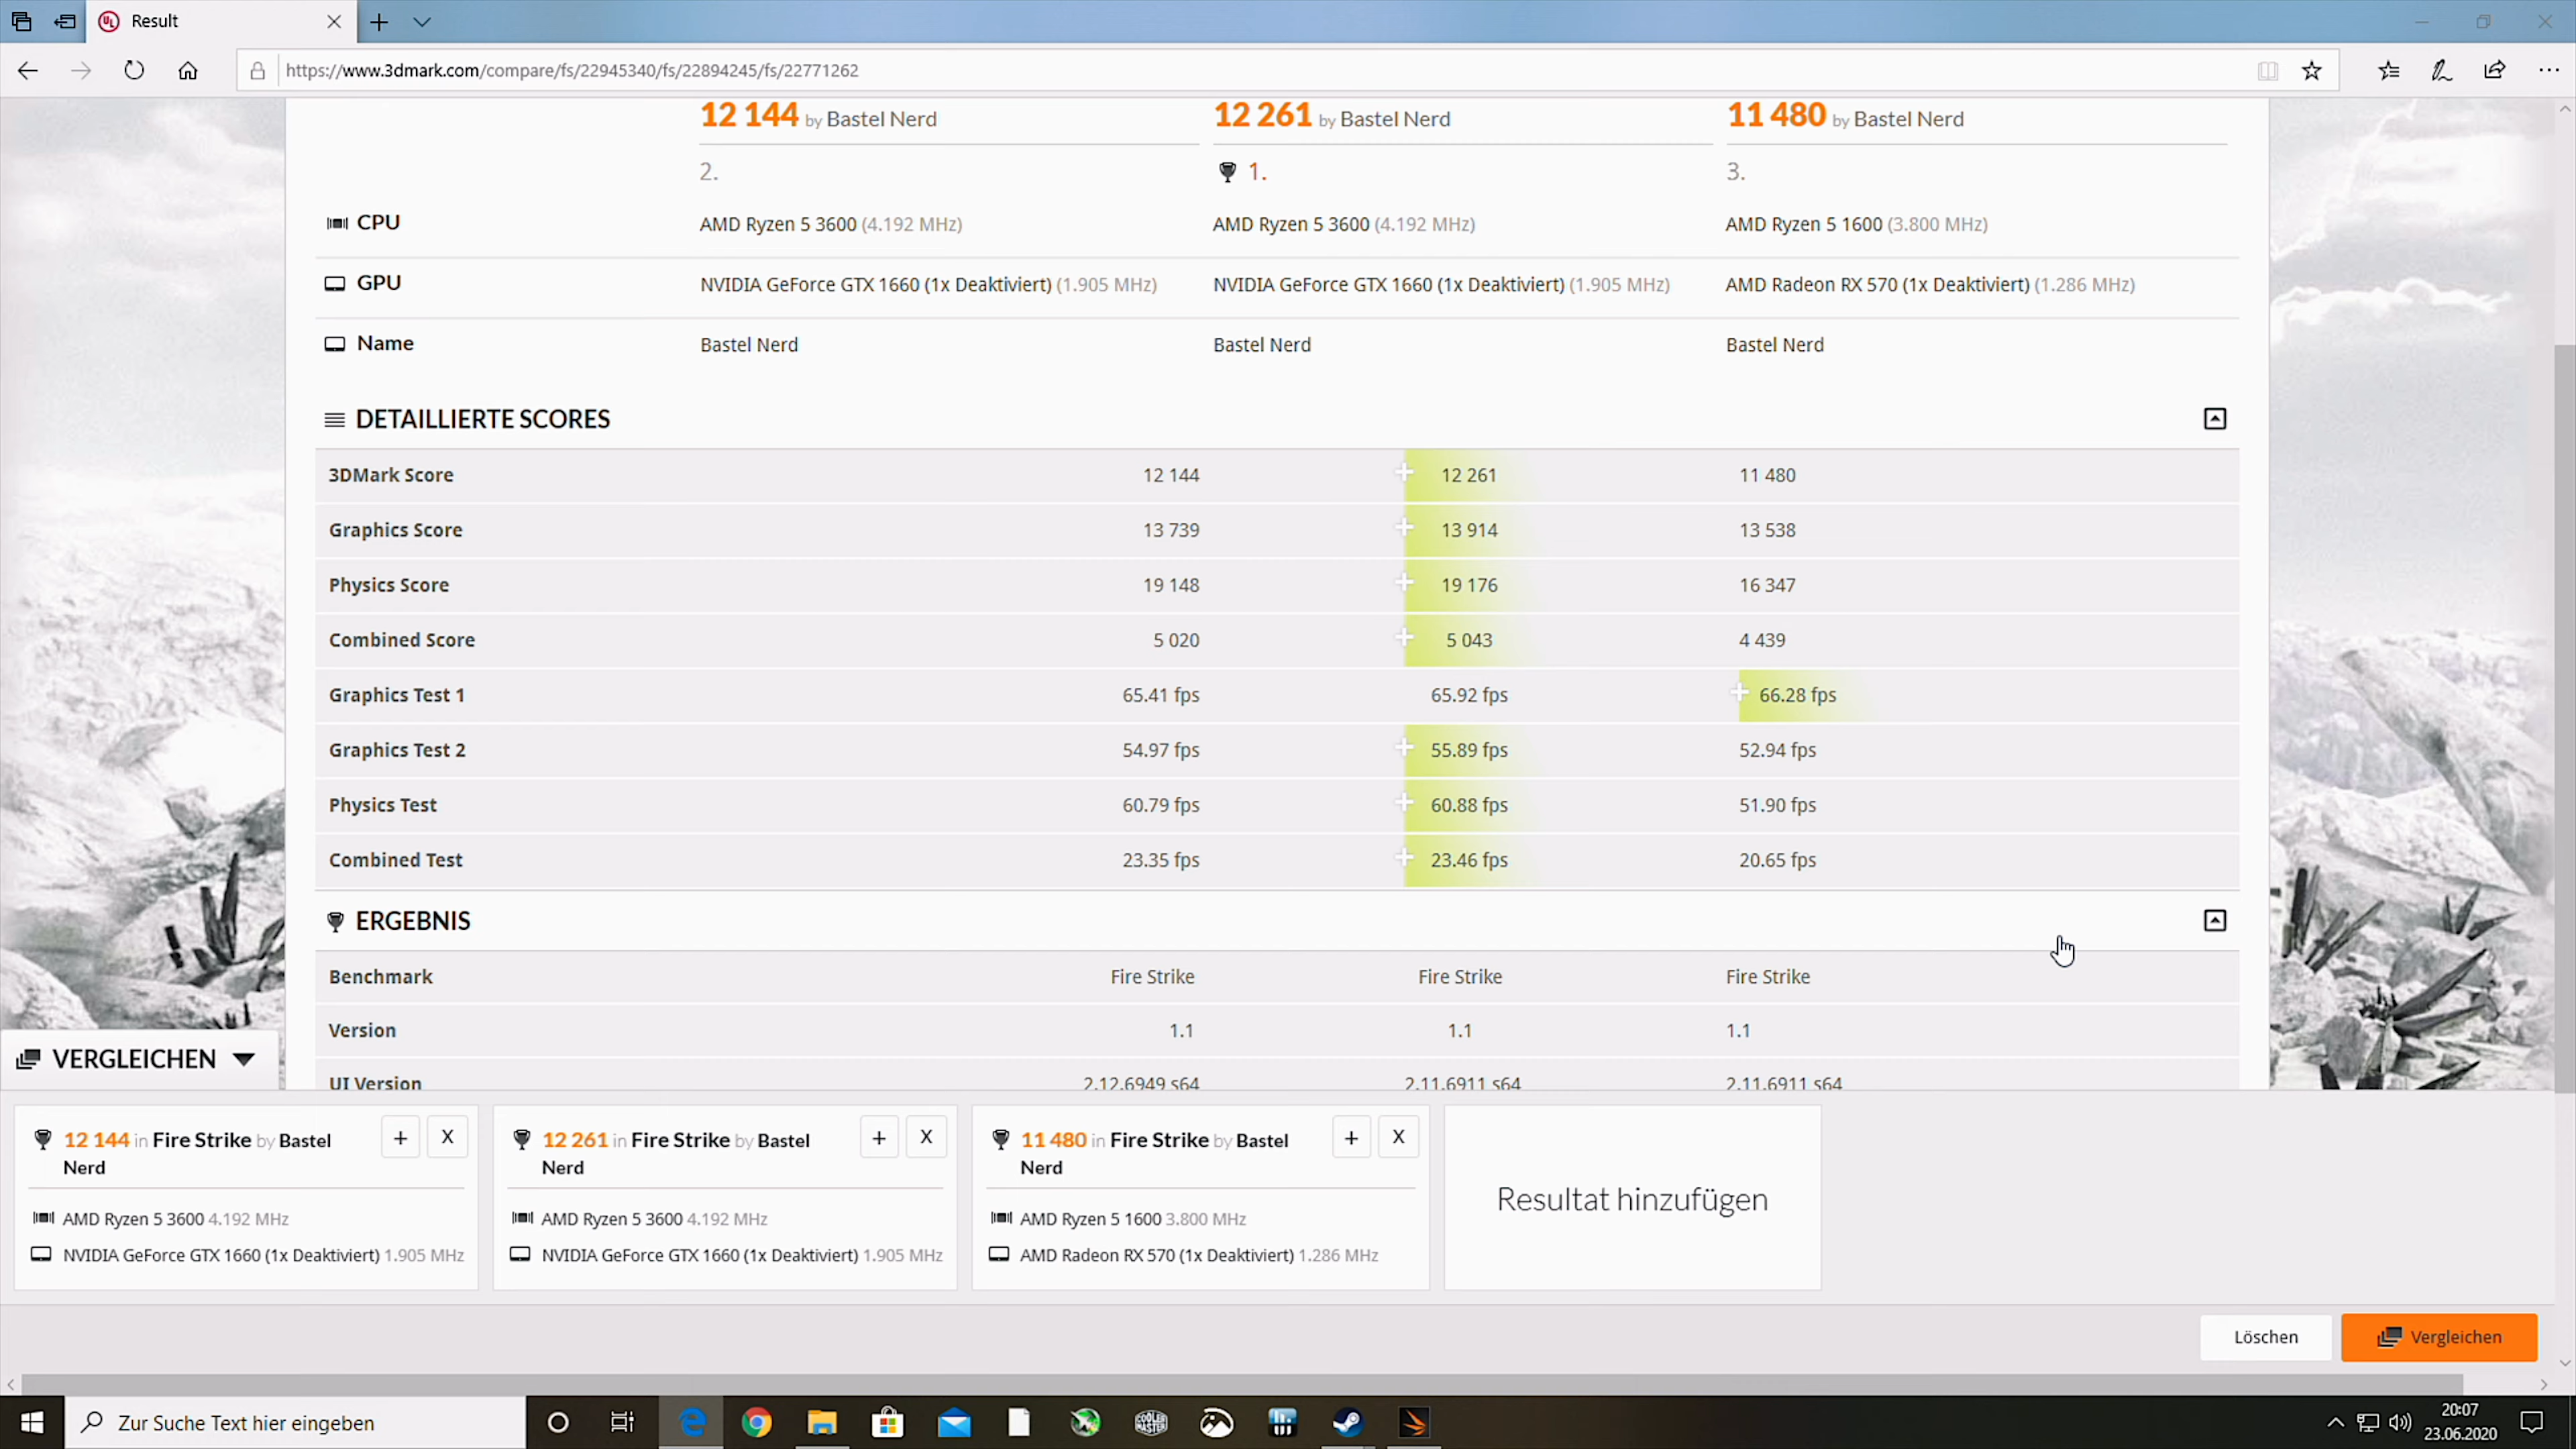 Result
https://www.3dmark.com/compare/fs/22945340/fs/22894245/fs/22771262
12 144 by Bastel Nerd 12 261 by Bastel Nerd 11 480 by Bastel Nerd
2. 1. 3.
CPU AMD Ryzen 5 3600 (4.192 MHz) AMD Ryzen 5 3600 (4.192 MHz) AMD Ryzen 5 1600 (3.800 MHz)
GPU NVIDIA GeForce GTX 1660 (1x Deaktiviert) (1.905 MHz) NVIDIA GeForce GTX 1660 (1x Deaktiviert) (1.905 MHz) AMD Radeon RX 570 (1x Deaktiviert) (1.286 MHz)
Name Bastel Nerd Bastel Nerd Bastel Nerd
DETAILLIERTE SCORES
3DMark Score 12 144 12 261 11 480
Graphics Score 13 739 13 914 13 538
Physics Score 19 148 19 176 16 347
Combined Score 5 020 5 043 4 439
Graphics Test 1 65.41 fps 65.92 fps 66.28 fps
Graphics Test 2 54.97 fps 55.89 fps 52.94 fps
Physics Test 60.79 fps 60.88 fps 51.90 fps
Combined Test 23.35 fps 23.46 fps 20.65 fps
ERGEBNIS
Benchmark Fire Strike Fire Strike Fire Strike
Version 1.1 1.1 1.1
UI Version 2.12.6949 s64 2.11.6911 s64 2.11.6911 s64
VERGLEICHEN
12 144 in Fire Strike by Bastel Nerd + X
AMD Ryzen 5 3600 4.192 MHz
NVIDIA GeForce GTX 1660 (1x Deaktiviert) 1.905 MHz
12 261 in Fire Strike by Bastel Nerd + X
AMD Ryzen 5 3600 4.192 MHz
NVIDIA GeForce GTX 1660 (1x Deaktiviert) 1.905 MHz
11 480 in Fire Strike by Bastel Nerd + X
AMD Ryzen 5 1600 3.800 MHz
AMD Radeon RX 570 (1x Deaktiviert) 1.286 MHz
Resultat hinzufügen
Löschen Vergleichen
Zur Suche Text hier eingeben
COOLER MASTER
20:07
23.06.2020